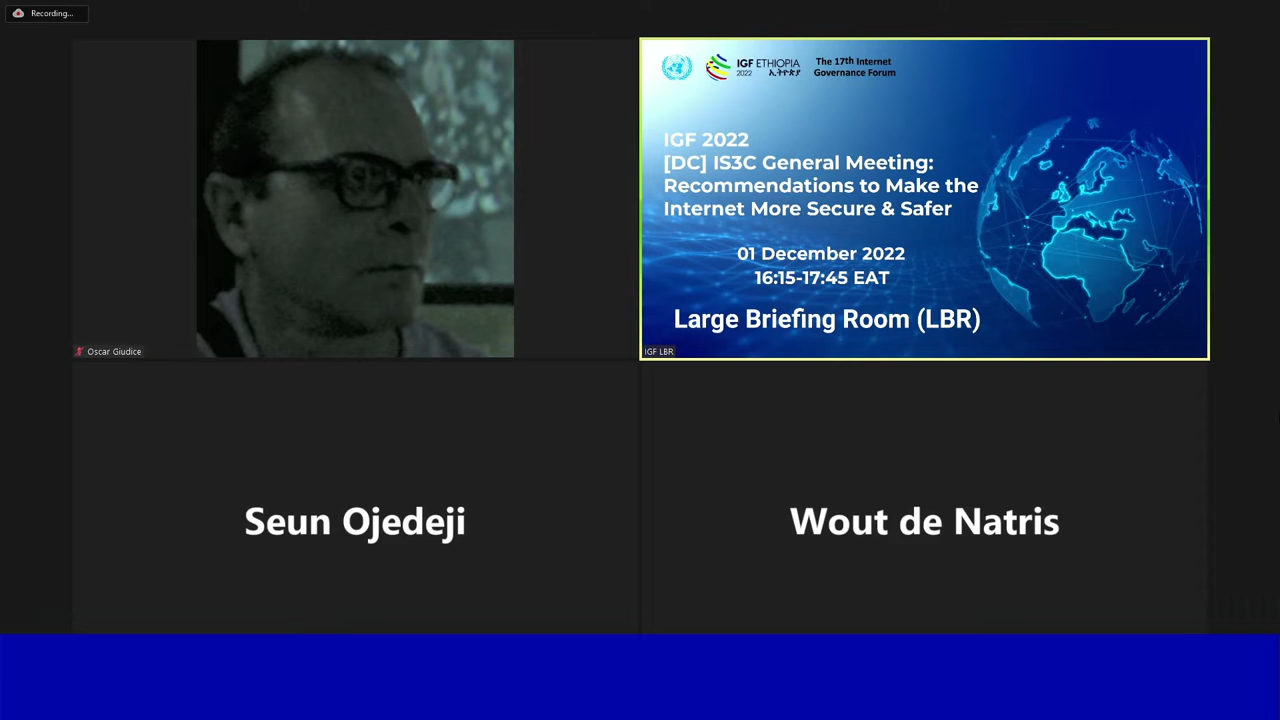 Recording...
Oscar Giudice
IGF ETHIOPIA
2022 ኢትዮጵያ
The 17th Internet
Governance Forum
IGF 2022
[DC] IS3C General Meeting:
Recommendations to Make the
Internet More Secure & Safer
01 December 2022
16:15-17:45 EAT
Large Briefing Room (LBR)
IGF LBR
Seun Ojedeji
Wout de Natris